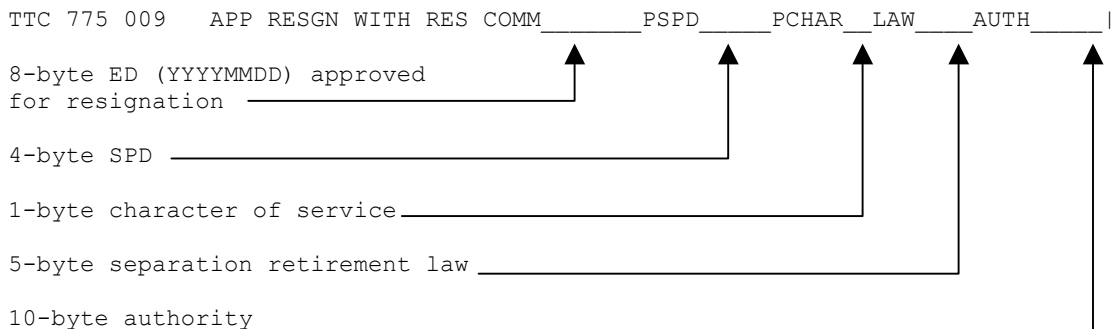 TTC 775 009 APP RESGN WITH RES COMM_______PSPD_____PCHAR__LAW____AUTH_____|
8-byte ED (YYYYMMDD) approved
for resignation
4-byte SPD
1-byte character of service
5-byte separation retirement law
10-byte authority